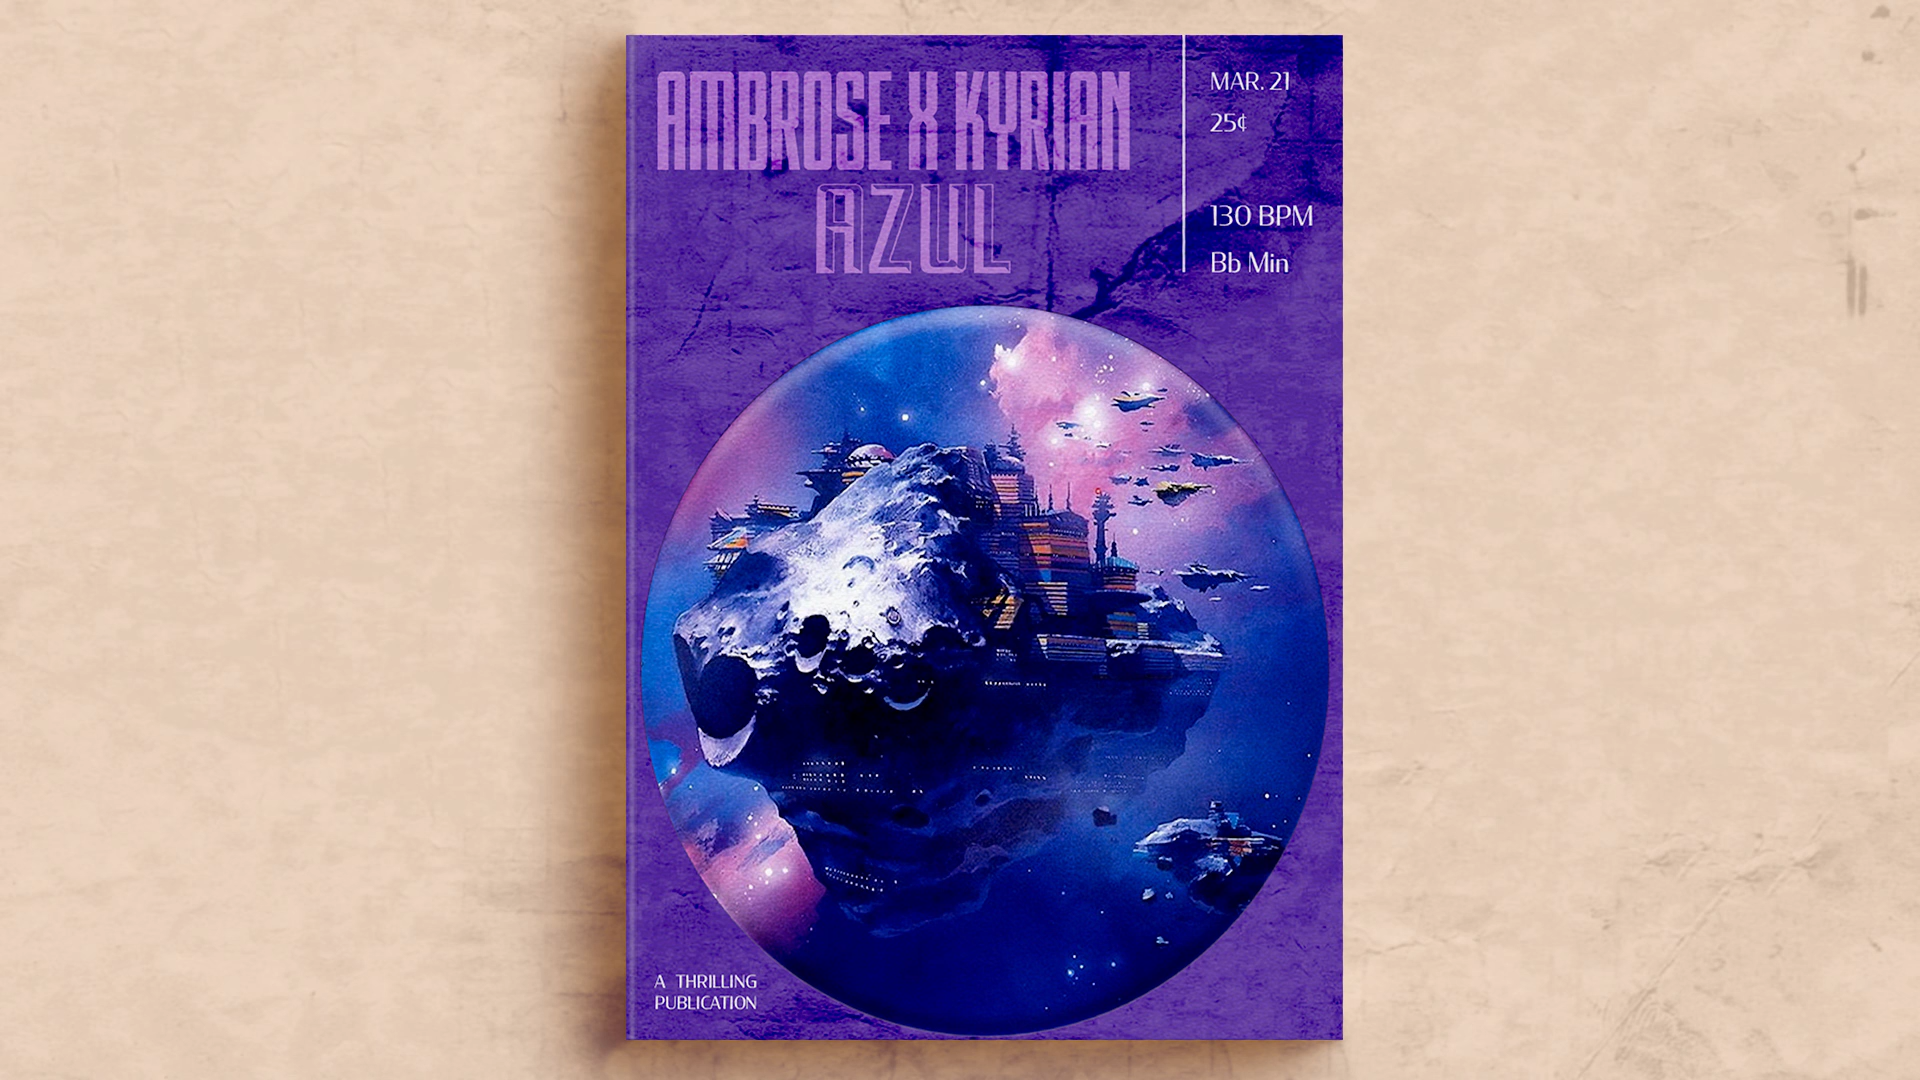 AMBROSE X KYRIAN
AZUL
MAR. 21
25¢
130 BPM
Bb Min
A THRILLING
PUBLICATION